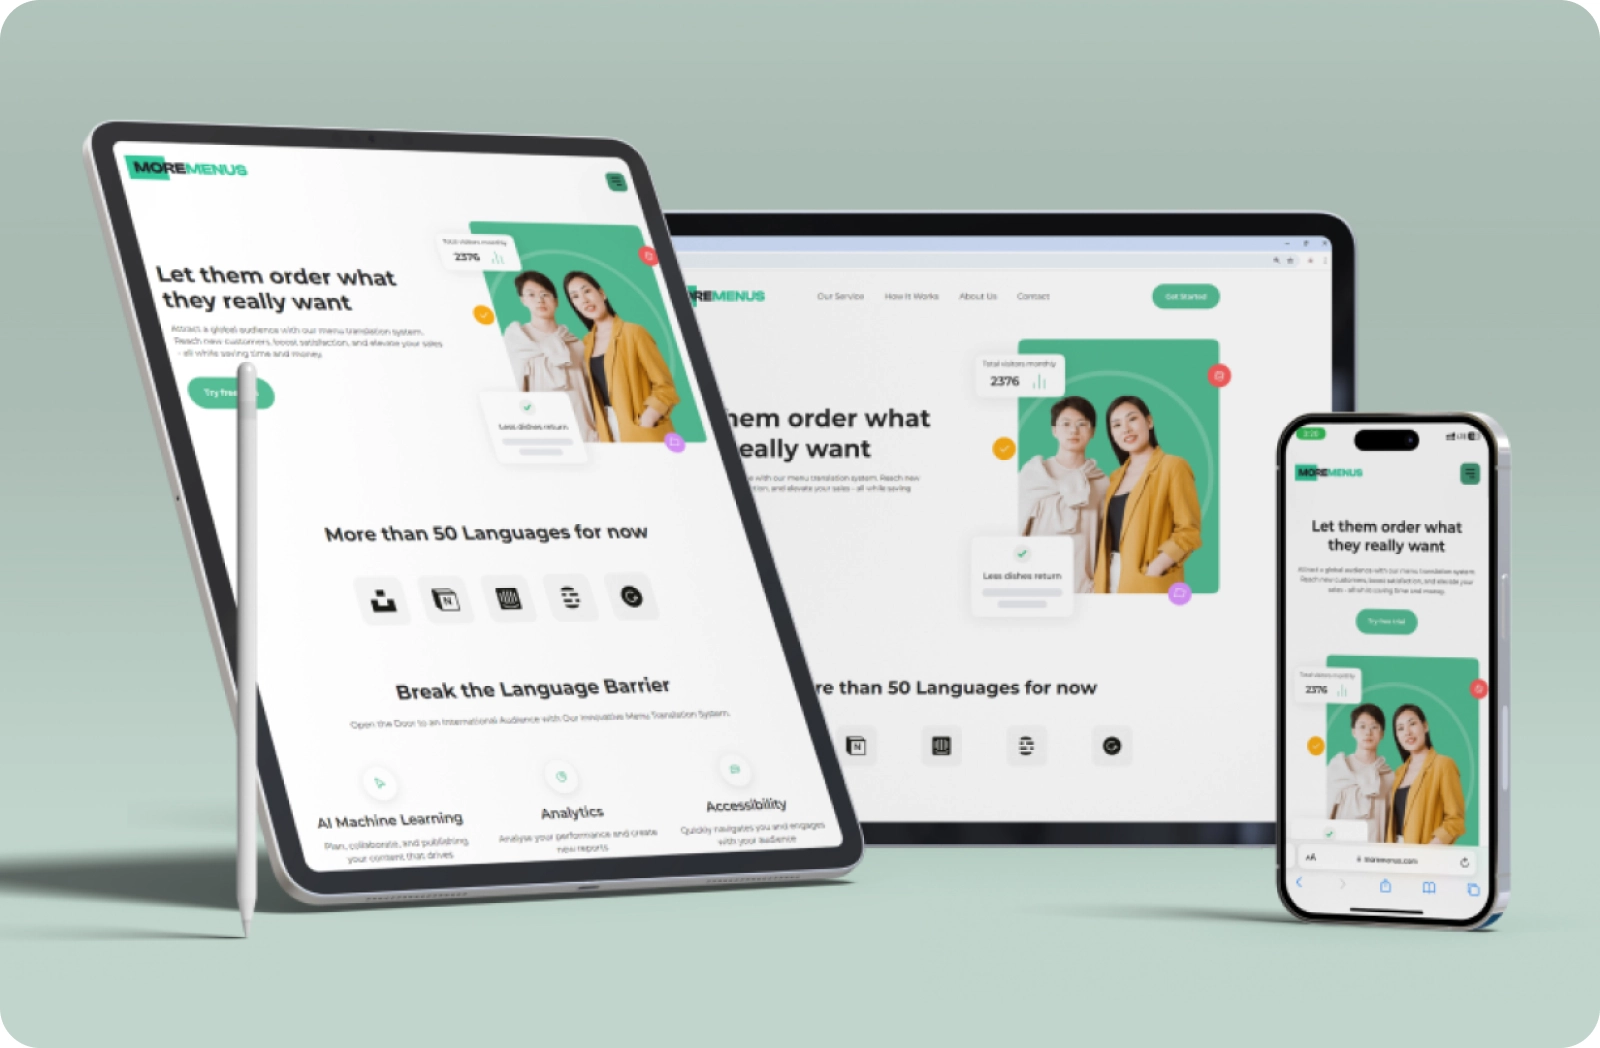 MOREMENUS
Let them order what
they really want
Attract a global audience with our menu translation system.
Reach new customers, boost satisfaction, and elevate your sales
- all while saving time and money.
Try free
Total visitors monthly
2376
Less dishes return
More than 50 Languages for now
N
Break the Language Barrier
Open the Door to an International Audience with Our Innovative Menu Translation System.
AI Machine Learning
Plan, collaborate, and publishing
your content that drives
Analytics
Analyse your performance and create
new reports
Accessibility
Quickly navigates you and engages
with your audience
REMENUS
Our Service
How It Works
About Us
Contact
Get Started
hem order what
eally want
with our menu translation system. Reach new
tion, and elevate your sales - all while saving
Total visitors monthly
2376
Less dishes return
re than 50 Languages for now
N
LTE
MOREMENUS
Let them order what
they really want
Attract a global audience with our menu translation system.
Reach new customers, boost satisfaction, and elevate your
sales - all while saving time and money.
Try free trial
Total visitors monthly
2376
AA
moremenus.com